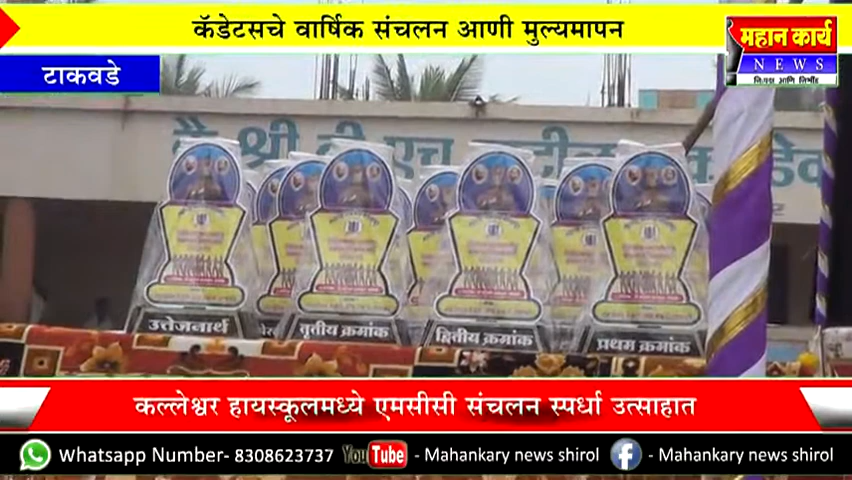 कॅडेटसचे वार्षिक संचलन आणी मुल्यमापन
महान कार्य
NEWS
टाकवडे
श्री
उत्तेजनार्थ
तृतीय क्रमांक
द्वितीय क्रमांक
प्रथम क्रमांक
कल्लेश्वर हायस्कूलमध्ये एमसीसी संचलन स्पर्धा उत्साहात
Whatsapp Number- 8308623737
YouTube - Mahankary news shirol
f - Mahankary news shirol